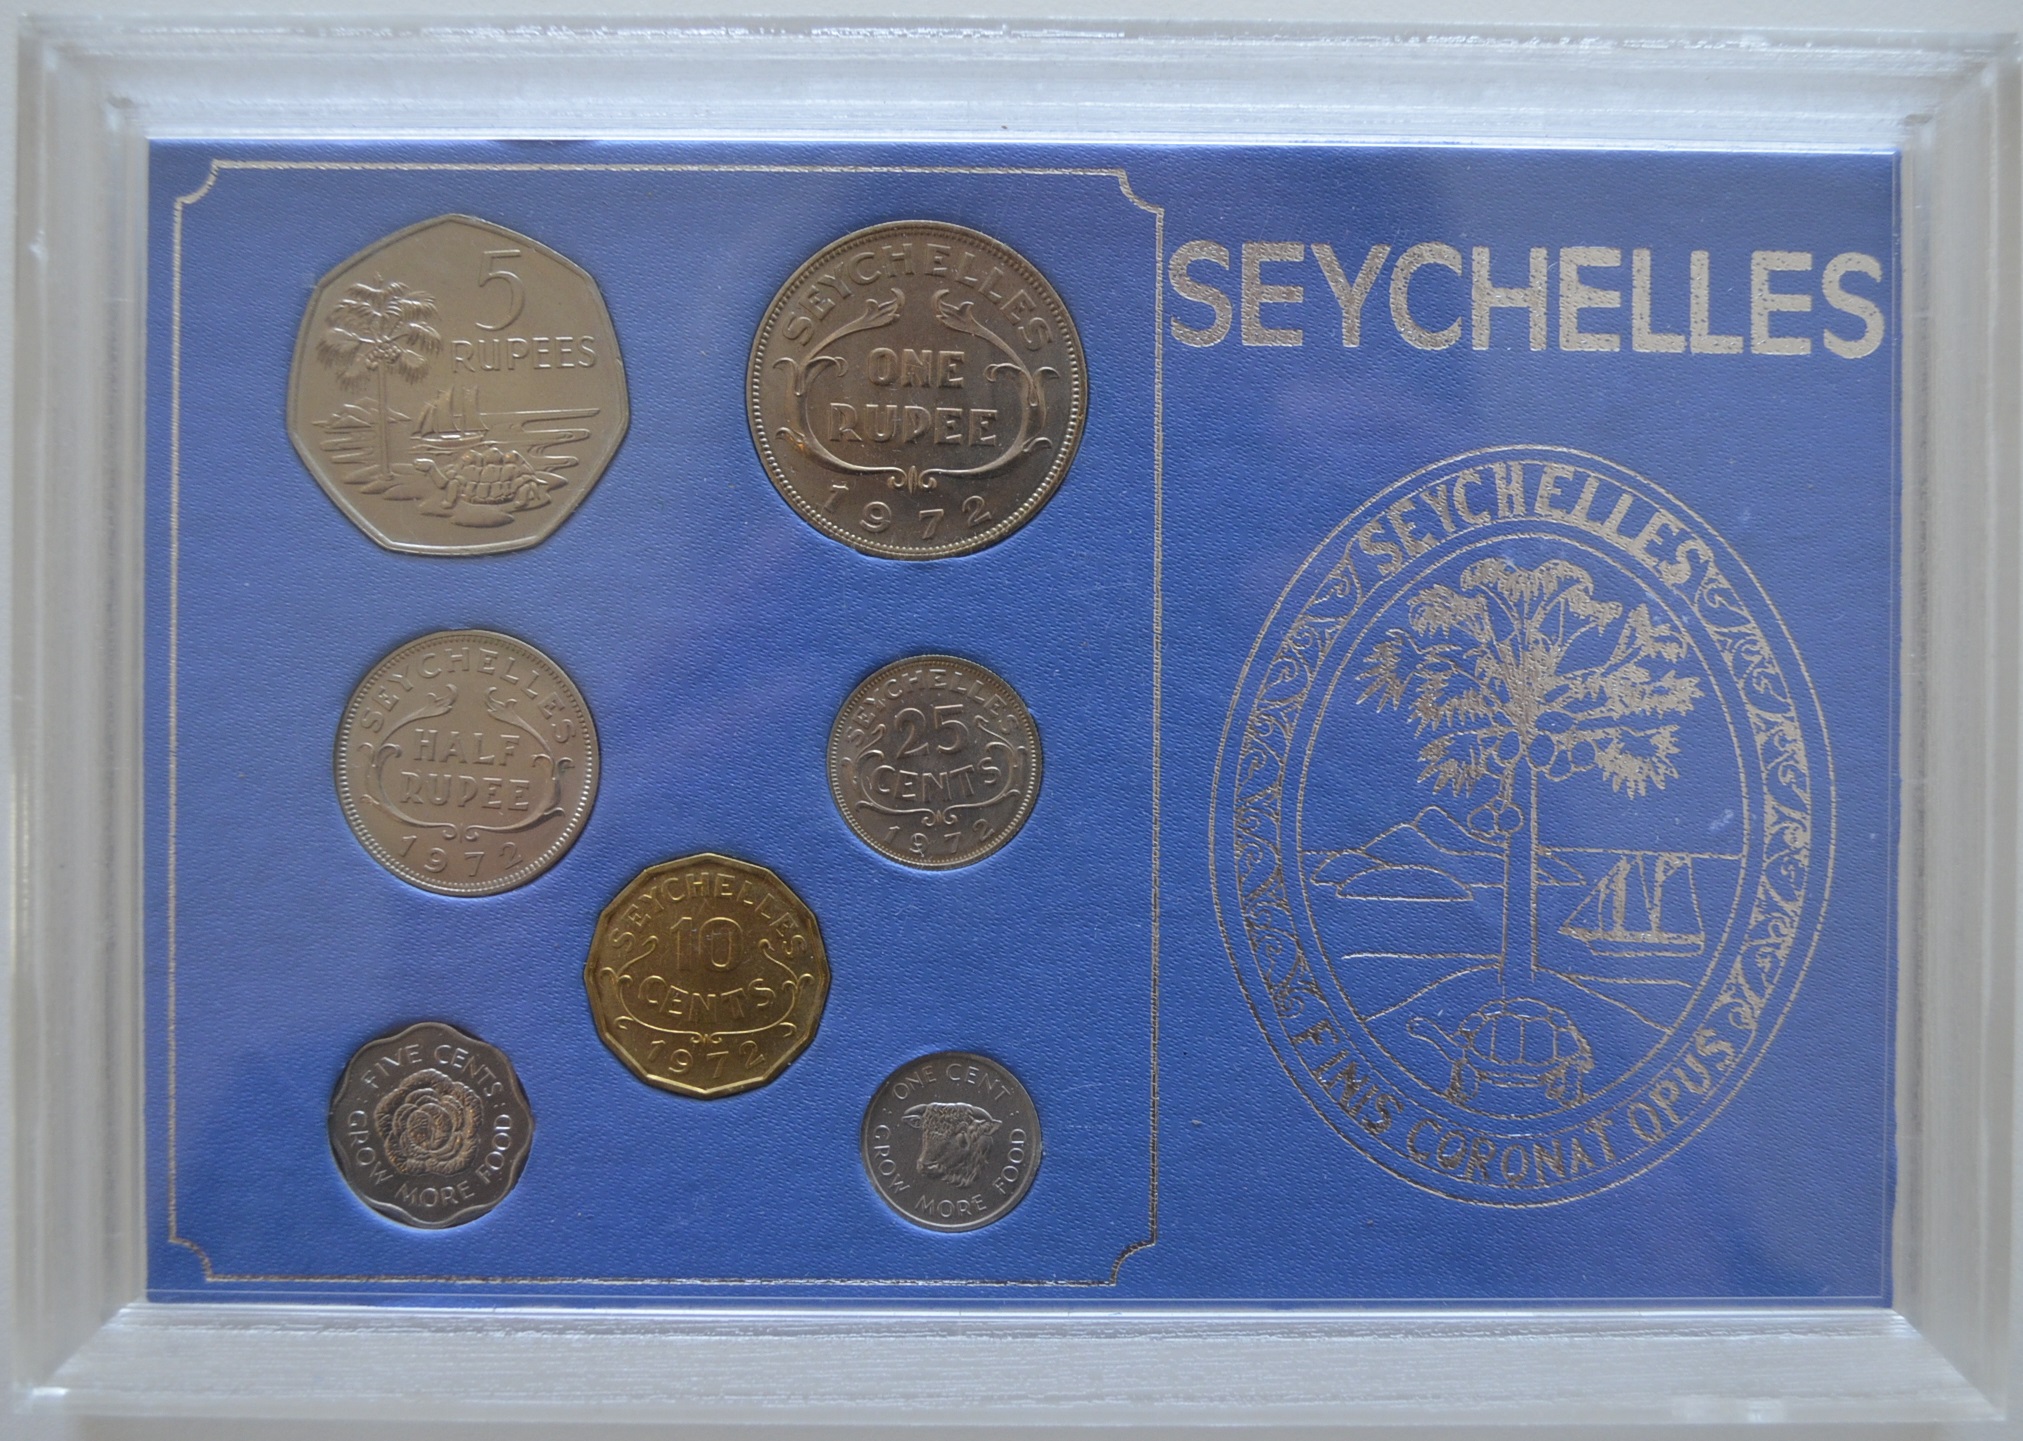 5
RUPEES
SEYCHELLES
ONE
RUPEE
1972
SEYCHELLES
HALF
RUPEE
1972
SEYCHELLES
25
CENTS
1972
SEYCHELLES
10
CENTS
1972
FIVE CENTS
GROW MORE FOOD
ONE CENT
GROW MORE FOOD
SEYCHELLES
SEYCHELLES
FINIS CORONAT OPUS